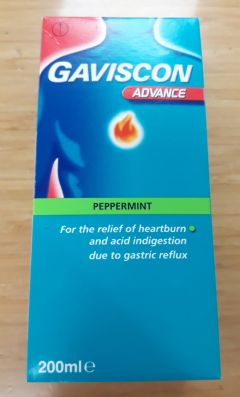 GAVISCON
ADVANCE
PEPPERMINT
For the relief of heartburn
and acid indigestion
due to gastric reflux
200ml ℮